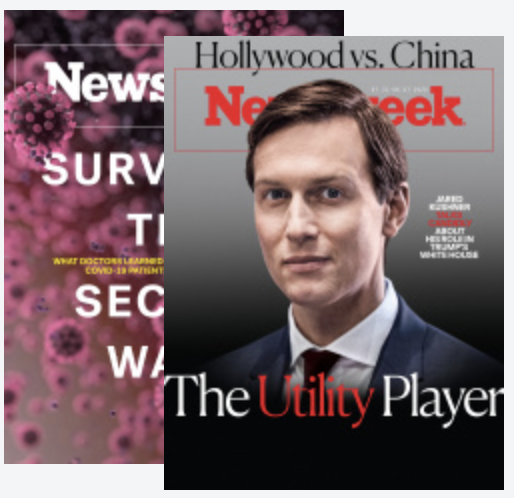 News
SURV
T
WHAT DOCTORS LEARNED
COVID-19 PATIENT
SEC
WA
Hollywood vs. China
Newsweek
JARED
KUSHNER
TALKS
CANDIDLY
ABOUT
HIS ROLE IN
TRUMP'S
WHITE HOUSE
The Utility Player